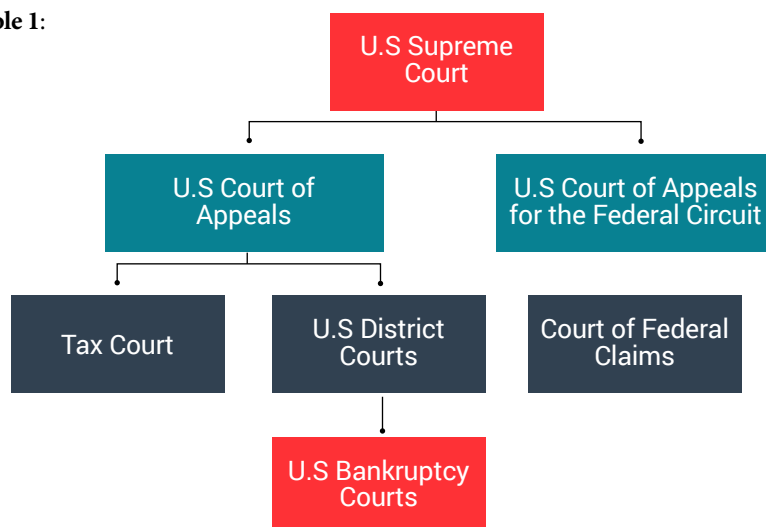 ole 1:
U.S Supreme
Court
U.S Court of
Appeals
U.S Court of Appeals
for the Federal Circuit
Tax Court
U.S District
Courts
Court of Federal
Claims
U.S Bankruptcy
Courts